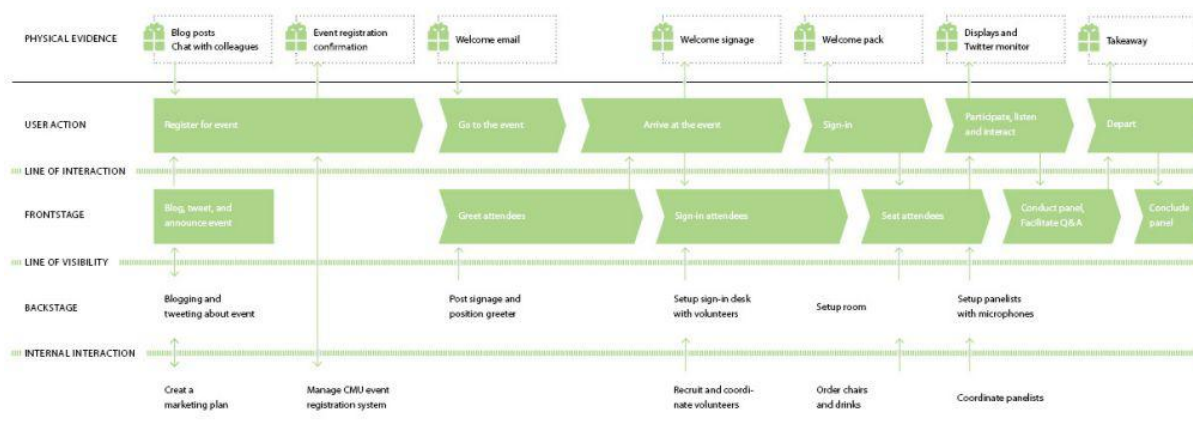 PHYSICAL EVIDENCE
Blog posts
Chat with colleagues
Event registration
confirmation
Welcome email
Welcome signage
Welcome pack
Displays and
Twitter monitor
Takeaway
USER ACTION
Register for event
Go to the event
Arrive at the event
Sign-in
Participate, listen
and interact
Depart
LINE OF INTERACTION
FRONTSTAGE
Blog, tweet, and
announce event
Greet attendees
Sign-in attendees
Seat attendees
Conduct panel,
Facilitate Q&A
Conclude
panel
LINE OF VISIBILITY
BACKSTAGE
Blogging and
tweeting about event
Post signage and
position greeter
Setup sign-in desk
with volunteers
Setup room
Setup panelists
with microphones
INTERNAL INTERACTION
Creat a
marketing plan
Manage CMU event
registration system
Recruit and coordi-
nate volunteers
Order chairs
and drinks
Coordinate panelists